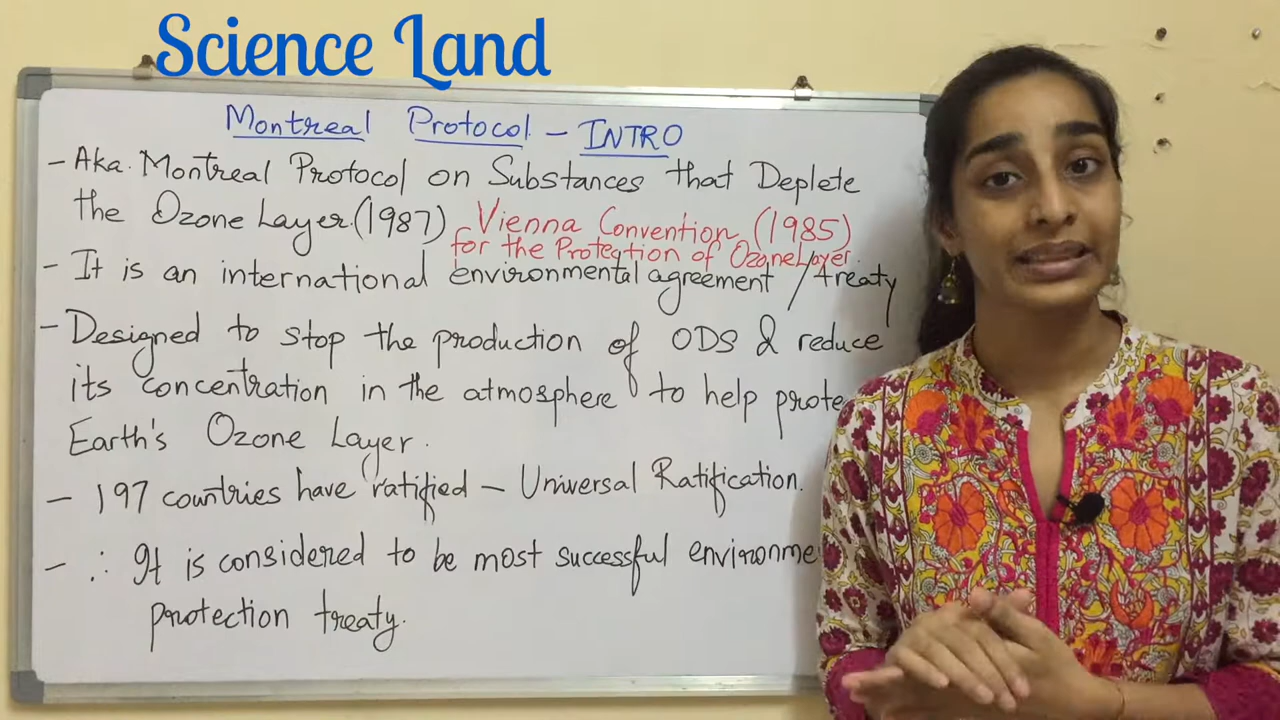 Science Land
Montreal Protocol - INTRO
- Aka. Montreal Protocol on Substances that Deplete
the Ozone Layer.(1987) Vienna Convention (1985)
for the Protection of Ozone Layer.
- It is an international environmental agreement / treaty
- Designed to stop the production of ODS & reduce
its concentration in the atmosphere to help prote
Earth's Ozone Layer.
- 197 countries have ratified - Universal Ratification.
- ∴ It is considered to be most successful environme
protection treaty.